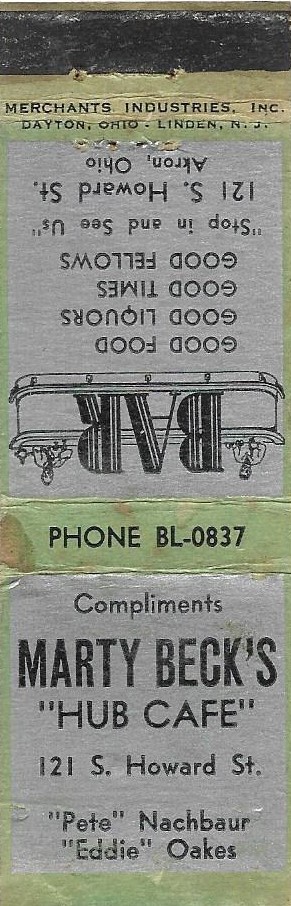 MERCHANTS INDUSTRIES, INC.
DAYTON, OHIO - LINDEN, N. J.
BAR
GOOD FOOD
GOOD LIQUORS
GOOD TIMES
GOOD FELLOWS
"Stop in and See Us"
121 S. Howard St.
Akron, Ohio
PHONE BL-0837
Compliments
MARTY BECK'S
"HUB CAFE"
121 S. Howard St.
"Pete" Nachbaur
"Eddie" Oakes